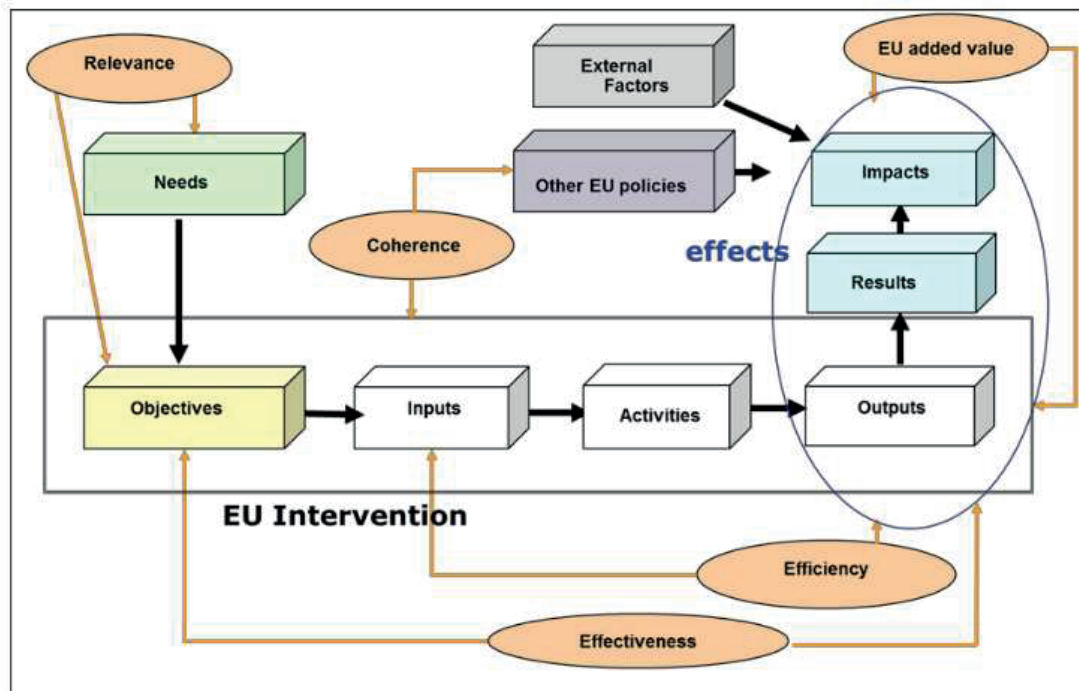 Relevance
External
Factors
EU added value
Needs
Other EU policies
Impacts
Coherence
effects
Results
Objectives
Inputs
Activities
Outputs
EU Intervention
Efficiency
Effectiveness